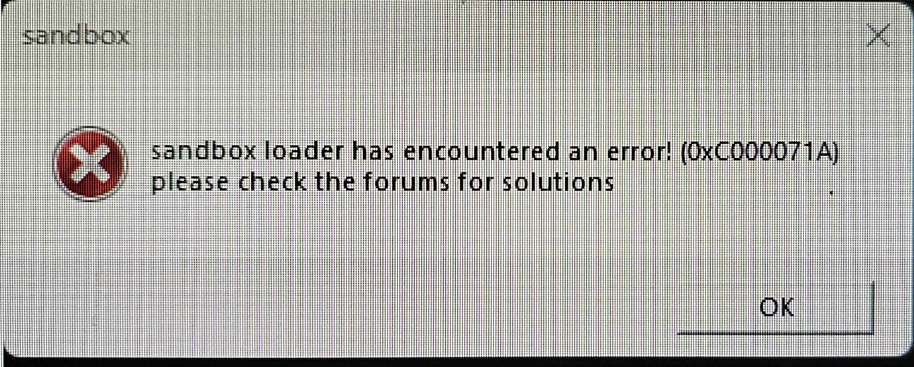 sandbox
sandbox loader has encountered an error! (0xC000071A)
please check the forums for solutions
OK